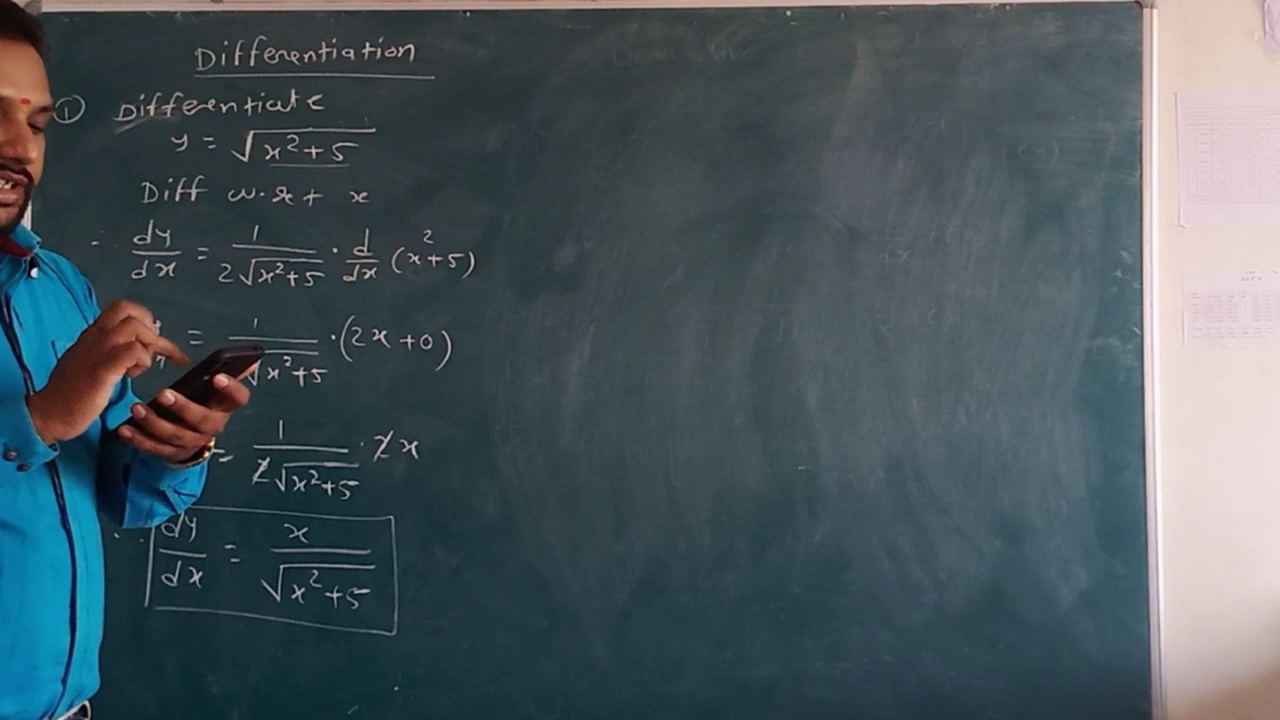 Differentiation
① Differentiate
y = √(x²+5)
Diff w.r.t x
∴ dy/dx = 1/(2√(x²+5)) · d/dx (x²+5)
= 1/√(x²+5) · (2x+0)
= 1/(2√(x²+5)) · 2x
∴ dy/dx = x/√(x²+5)